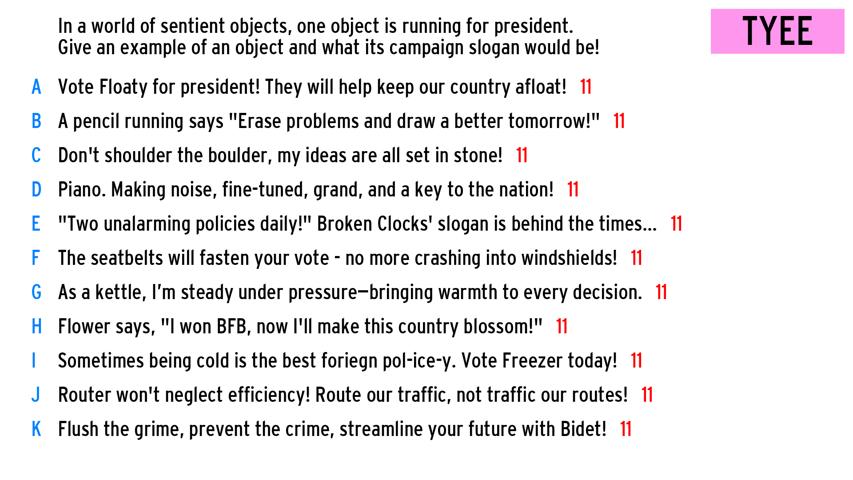 In a world of sentient objects, one object is running for president.
Give an example of an object and what its campaign slogan would be!
TYEE
A Vote Floaty for president! They will help keep our country afloat! 11
B A pencil running says "Erase problems and draw a better tomorrow!" 11
C Don't shoulder the boulder, my ideas are all set in stone! 11
D Piano. Making noise, fine-tuned, grand, and a key to the nation! 11
E "Two unalarming policies daily!" Broken Clocks' slogan is behind the times... 11
F The seatbelts will fasten your vote - no more crashing into windshields! 11
G As a kettle, I’m steady under pressure—bringing warmth to every decision. 11
H Flower says, "I won BFB, now I'll make this country blossom!" 11
I Sometimes being cold is the best foriegn pol-ice-y. Vote Freezer today! 11
J Router won't neglect efficiency! Route our traffic, not traffic our routes! 11
K Flush the grime, prevent the crime, streamline your future with Bidet! 11